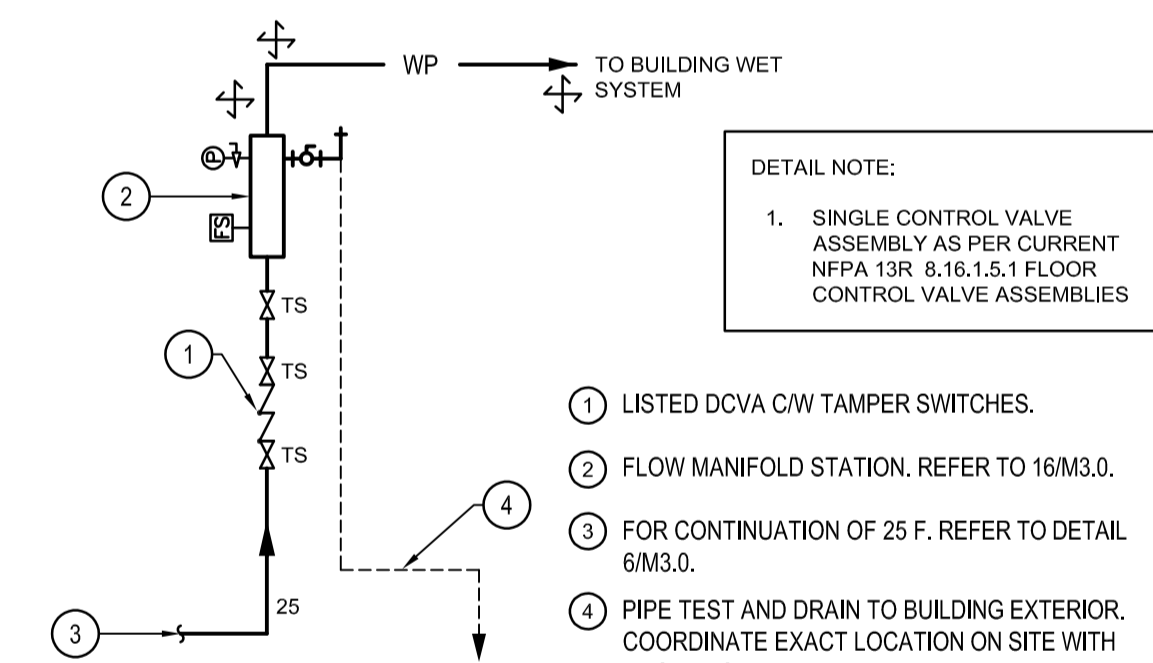 WP
TO BUILDING WET
SYSTEM
P
2
FS
TS
1
TS
TS
4
25
3
DETAIL NOTE:
1. SINGLE CONTROL VALVE
ASSEMBLY AS PER CURRENT
NFPA 13R 8.16.1.5.1 FLOOR
CONTROL VALVE ASSEMBLIES
1 LISTED DCVA C/W TAMPER SWITCHES.
2 FLOW MANIFOLD STATION. REFER TO 16/M3.0.
3 FOR CONTINUATION OF 25 F. REFER TO DETAIL
6/M3.0.
4 PIPE TEST AND DRAIN TO BUILDING EXTERIOR.
COORDINATE EXACT LOCATION ON SITE WITH